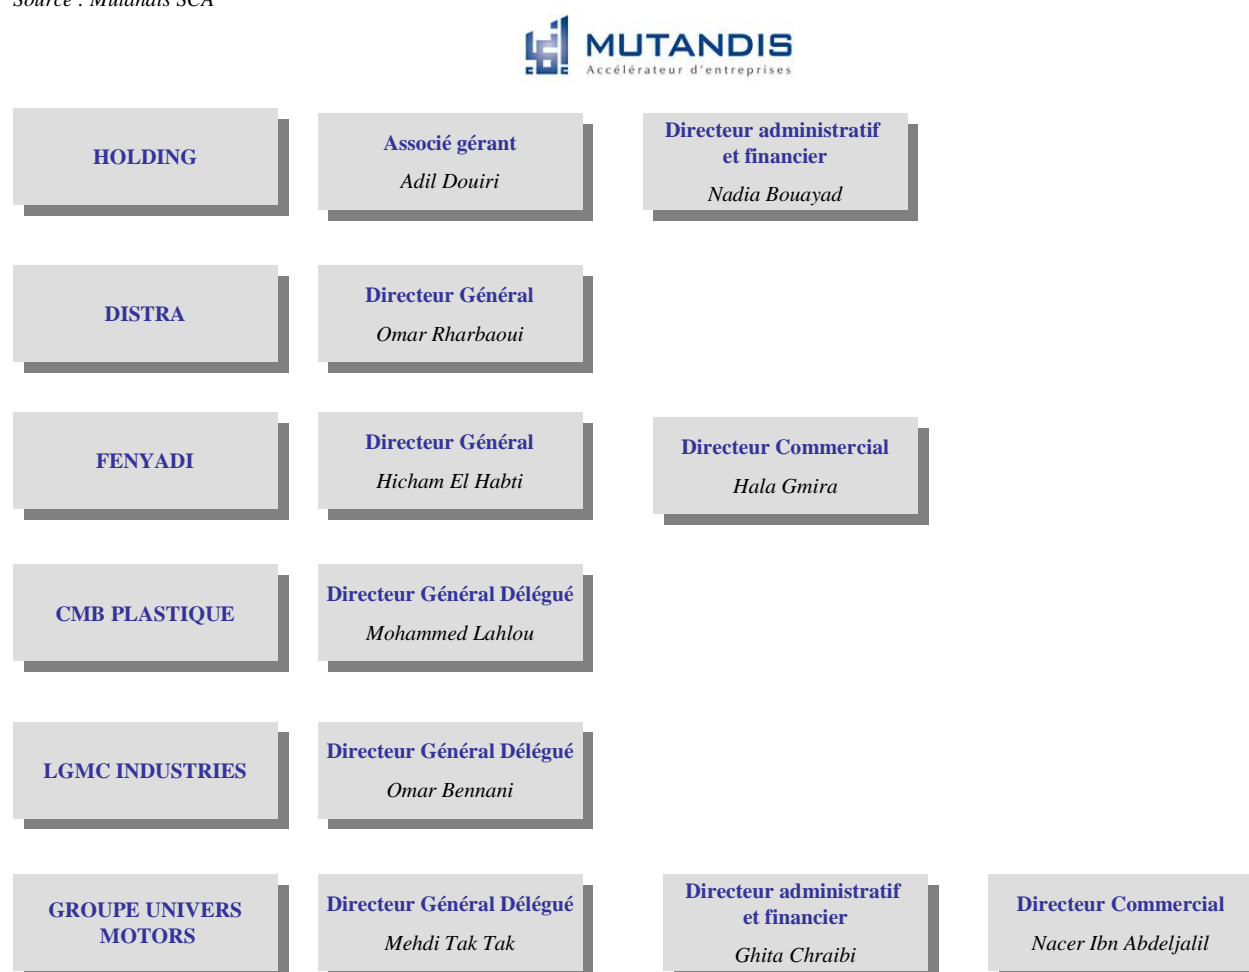 Source : Mutandis SCA
MUTANDIS
Accélérateur d'entreprises
HOLDING
Associé gérant
Adil Douiri
Directeur administratif
et financier
Nadia Bouayad
DISTRA
Directeur Général
Omar Rharbaoui
FENYADI
Directeur Général
Hicham El Habti
Directeur Commercial
Hala Gmira
CMB PLASTIQUE
Directeur Général Délégué
Mohammed Lahlou
LGMC INDUSTRIES
Directeur Général Délégué
Omar Bennani
GROUPE UNIVERS
MOTORS
Directeur Général Délégué
Mehdi Tak Tak
Directeur administratif
et financier
Ghita Chraibi
Directeur Commercial
Nacer Ibn Abdeljalil